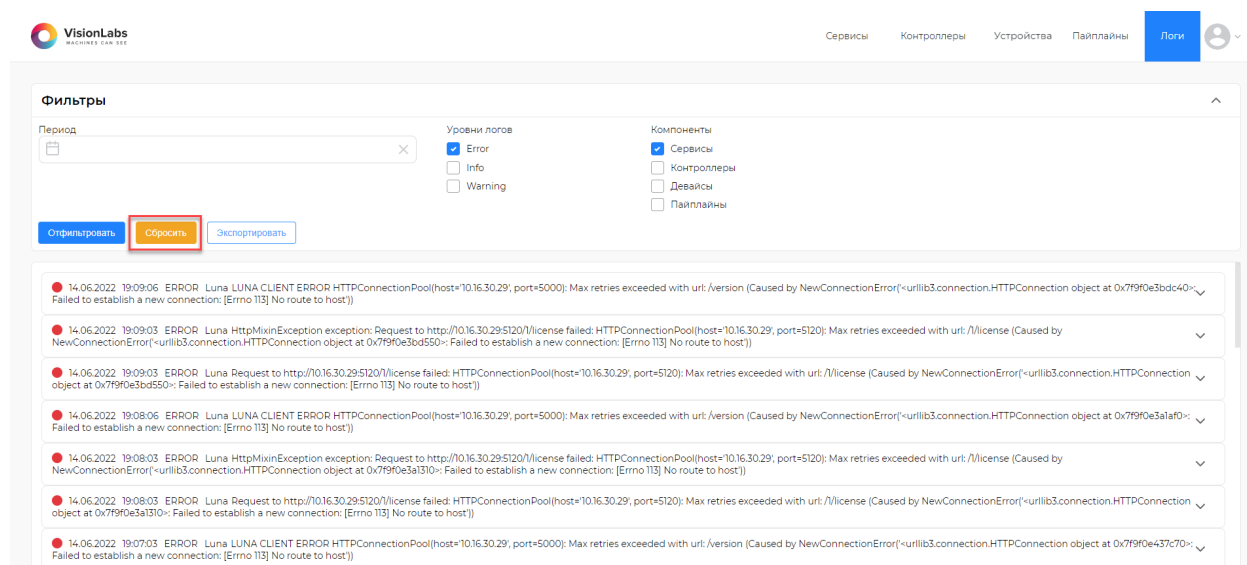 VisionLabs
MACHINES CAN SEE
Сервисы Контроллеры Устройства Пайплайны Логи
Фильтры
Период Уровни логов Компоненты
Error Сервисы
Info Контроллеры
Warning Девайсы
Пайплайны
Отфильтровать Сбросить Экспортировать
14.06.2022 19:09:06 ERROR Luna LUNA CLIENT ERROR HTTPConnectionPool(host='10.16.30.29', port=5000): Max retries exceeded with url: /version (Caused by NewConnectionError('<urllib3.connection.HTTPConnection object at 0x7f9f0e3bdc40>:
Failed to establish a new connection: [Errno 113] No route to host'))
14.06.2022 19:09:03 ERROR Luna HttpMixinException exception: Request to http://10.16.30.29:5120/1/license failed: HTTPConnectionPool(host='10.16.30.29', port=5120): Max retries exceeded with url: /1/license (Caused by
NewConnectionError('<urllib3.connection.HTTPConnection object at 0x7f9f0e3bd550>: Failed to establish a new connection: [Errno 113] No route to host'))
14.06.2022 19:09:03 ERROR Luna Request to http://10.16.30.29:5120/1/license failed: HTTPConnectionPool(host='10.16.30.29', port=5120): Max retries exceeded with url: /1/license (Caused by NewConnectionError('<urllib3.connection.HTTPConnection
object at 0x7f9f0e3bd550>: Failed to establish a new connection: [Errno 113] No route to host'))
14.06.2022 19:08:06 ERROR Luna LUNA CLIENT ERROR HTTPConnectionPool(host='10.16.30.29', port=5000): Max retries exceeded with url: /version (Caused by NewConnectionError('<urllib3.connection.HTTPConnection object at 0x7f9f0e3a1af0>:
Failed to establish a new connection: [Errno 113] No route to host'))
14.06.2022 19:08:03 ERROR Luna HttpMixinException exception: Request to http://10.16.30.29:5120/1/license failed: HTTPConnectionPool(host='10.16.30.29', port=5120): Max retries exceeded with url: /1/license (Caused by
NewConnectionError('<urllib3.connection.HTTPConnection object at 0x7f9f0e3a1310>: Failed to establish a new connection: [Errno 113] No route to host'))
14.06.2022 19:08:03 ERROR Luna Request to http://10.16.30.29:5120/1/license failed: HTTPConnectionPool(host='10.16.30.29', port=5120): Max retries exceeded with url: /1/license (Caused by NewConnectionError('<urllib3.connection.HTTPConnection
object at 0x7f9f0e3a1310>: Failed to establish a new connection: [Errno 113] No route to host'))
14.06.2022 19:07:03 ERROR Luna LUNA CLIENT ERROR HTTPConnectionPool(host='10.16.30.29', port=5000): Max retries exceeded with url: /version (Caused by NewConnectionError('<urllib3.connection.HTTPConnection object at 0x7f9f0e437c70>:
Failed to establish a new connection: [Errno 113] No route to host'))